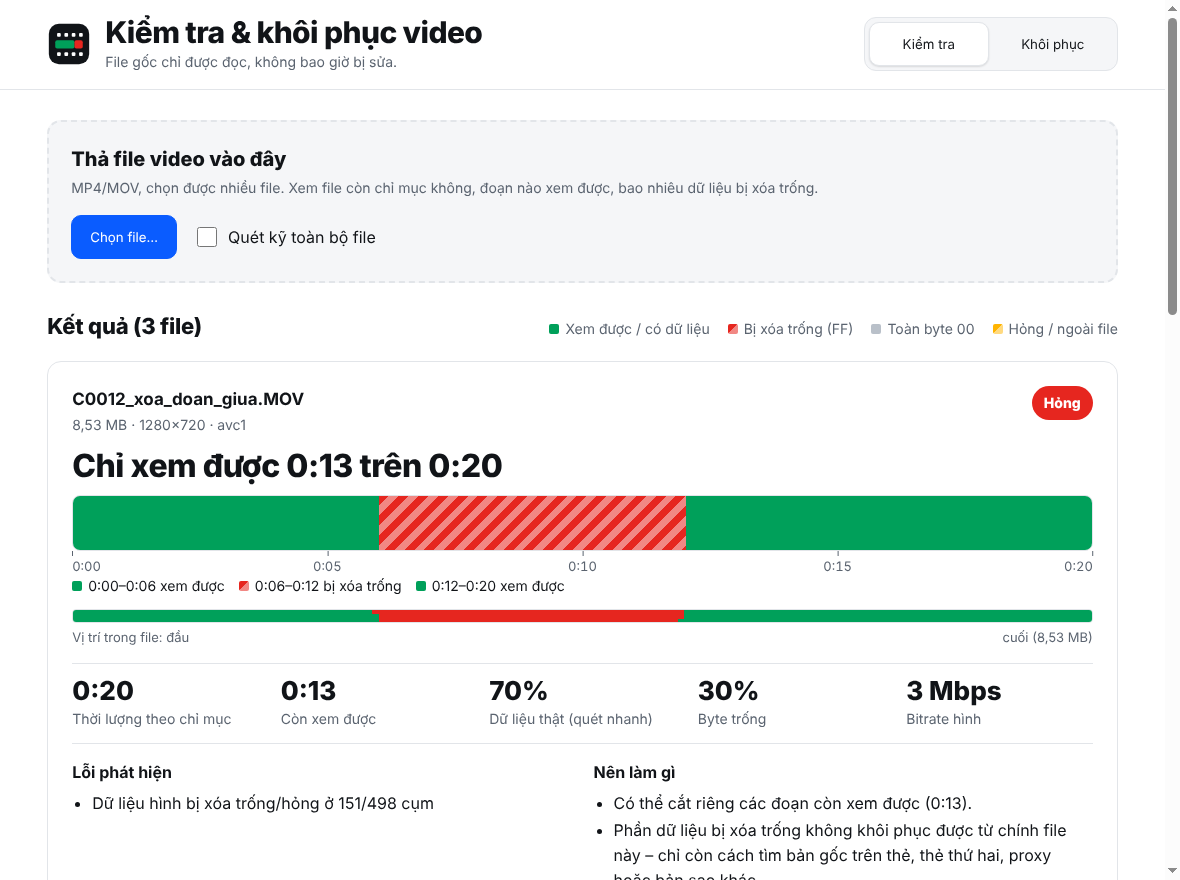 Kiểm tra & khôi phục video
File gốc chỉ được đọc, không bao giờ bị sửa.
Kiểm tra
Khôi phục
Thả file video vào đây
MP4/MOV, chọn được nhiều file. Xem file còn chỉ mục không, đoạn nào xem được, bao nhiêu dữ liệu bị xóa trống.
Chọn file...
Quét kỹ toàn bộ file
Kết quả (3 file)
Xem được / có dữ liệu
Bị xóa trống (FF)
Toàn byte 00
Hỏng / ngoài file
C0012_xoa_doan_giua.MOV
Hỏng
8,53 MB · 1280×720 · avc1
Chỉ xem được 0:13 trên 0:20
0:00
0:05
0:10
0:15
0:20
0:00–0:06 xem được
0:06–0:12 bị xóa trống
0:12–0:20 xem được
Vị trí trong file: đầu
cuối (8,53 MB)
0:20
0:13
70%
30%
3 Mbps
Thời lượng theo chỉ mục
Còn xem được
Dữ liệu thật (quét nhanh)
Byte trống
Bitrate hình
Lỗi phát hiện
Dữ liệu hình bị xóa trống/hỏng ở 151/498 cụm
Nên làm gì
Có thể cắt riêng các đoạn còn xem được (0:13).
Phần dữ liệu bị xóa trống không khôi phục được từ chính file
này – chỉ còn cách tìm bản gốc trên thẻ, thẻ thứ hai, proxy
hoặc bản sao khác.